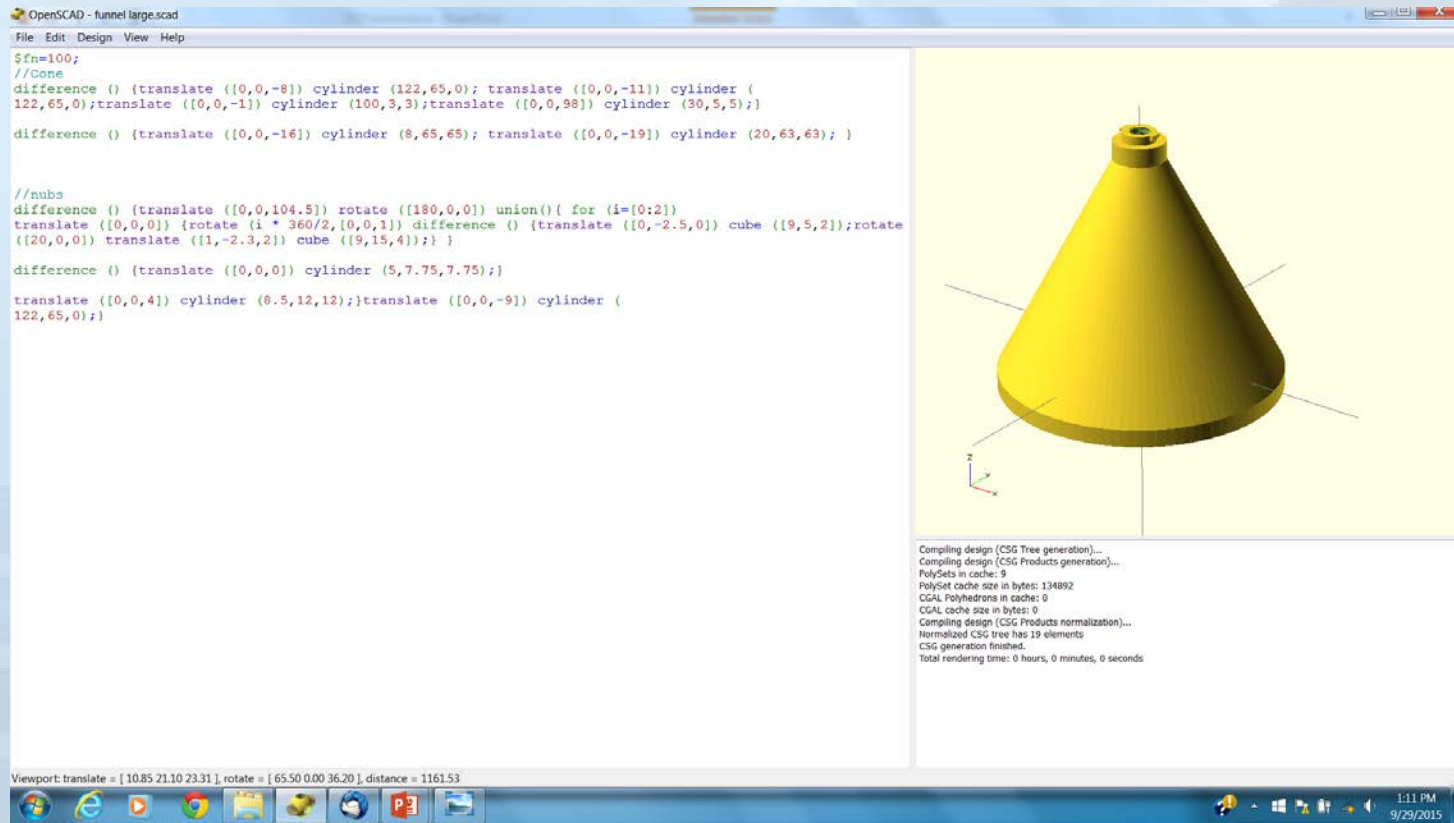 OpenSCAD - funnel large.scad
File Edit Design View Help
$fn=100;
//Cone
difference () {translate ([0,0,-8]) cylinder (122,65,0); translate ([0,0,-11]) cylinder (
122,65,0);translate ([0,0,-1]) cylinder (100,3,3);translate ([0,0,98]) cylinder (30,5,5);}
difference () {translate ([0,0,-16]) cylinder (8,65,65); translate ([0,0,-19]) cylinder (20,63,63); }
//nubs
difference () {translate ([0,0,104.5]) rotate ([180,0,0]) union(){ for (i=[0:2])
translate ([0,0,0]) {rotate (i * 360/2,[0,0,1]) difference () {translate ([0,-2.5,0]) cube ([9,5,2]);rotate
([20,0,0]) translate ([1,-2.3,2]) cube ([9,15,4]);} }
difference () {translate ([0,0,0]) cylinder (5,7.75,7.75);}
translate ([0,0,4]) cylinder (8.5,12,12);}translate ([0,0,-9]) cylinder (
122,65,0);}
z
y
x
Compiling design (CSG Tree generation)...
Compiling design (CSG Products generation)...
PolySets in cache: 9
PolySet cache size in bytes: 134892
CGAL Polyhedrons in cache: 0
CGAL cache size in bytes: 0
Compiling design (CSG Products normalization)...
Normalized CSG tree has 19 elements
CSG generation finished.
Total rendering time: 0 hours, 0 minutes, 0 seconds
Viewport: translate = [ 10.85 21.10 23.31 ], rotate = [ 65.50 0.00 36.20 ], distance = 1161.53
1:11 PM
9/29/2015